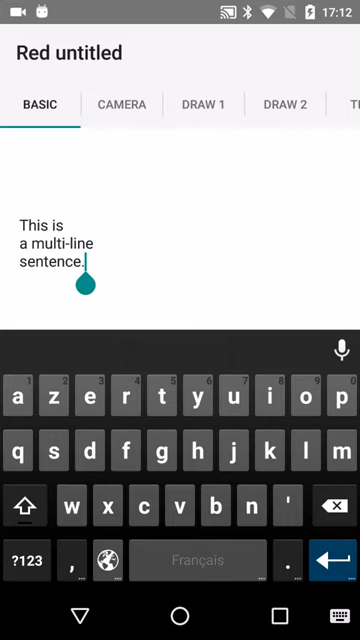 17:12
Red untitled
BASIC CAMERA DRAW 1 DRAW 2
This is
a multi-line
sentence.
1 2 3 4 5 6 7 8 9 0
a z e r t y u i o p
q s d f g h j k l m
w x c v b n '
?123 , Français .